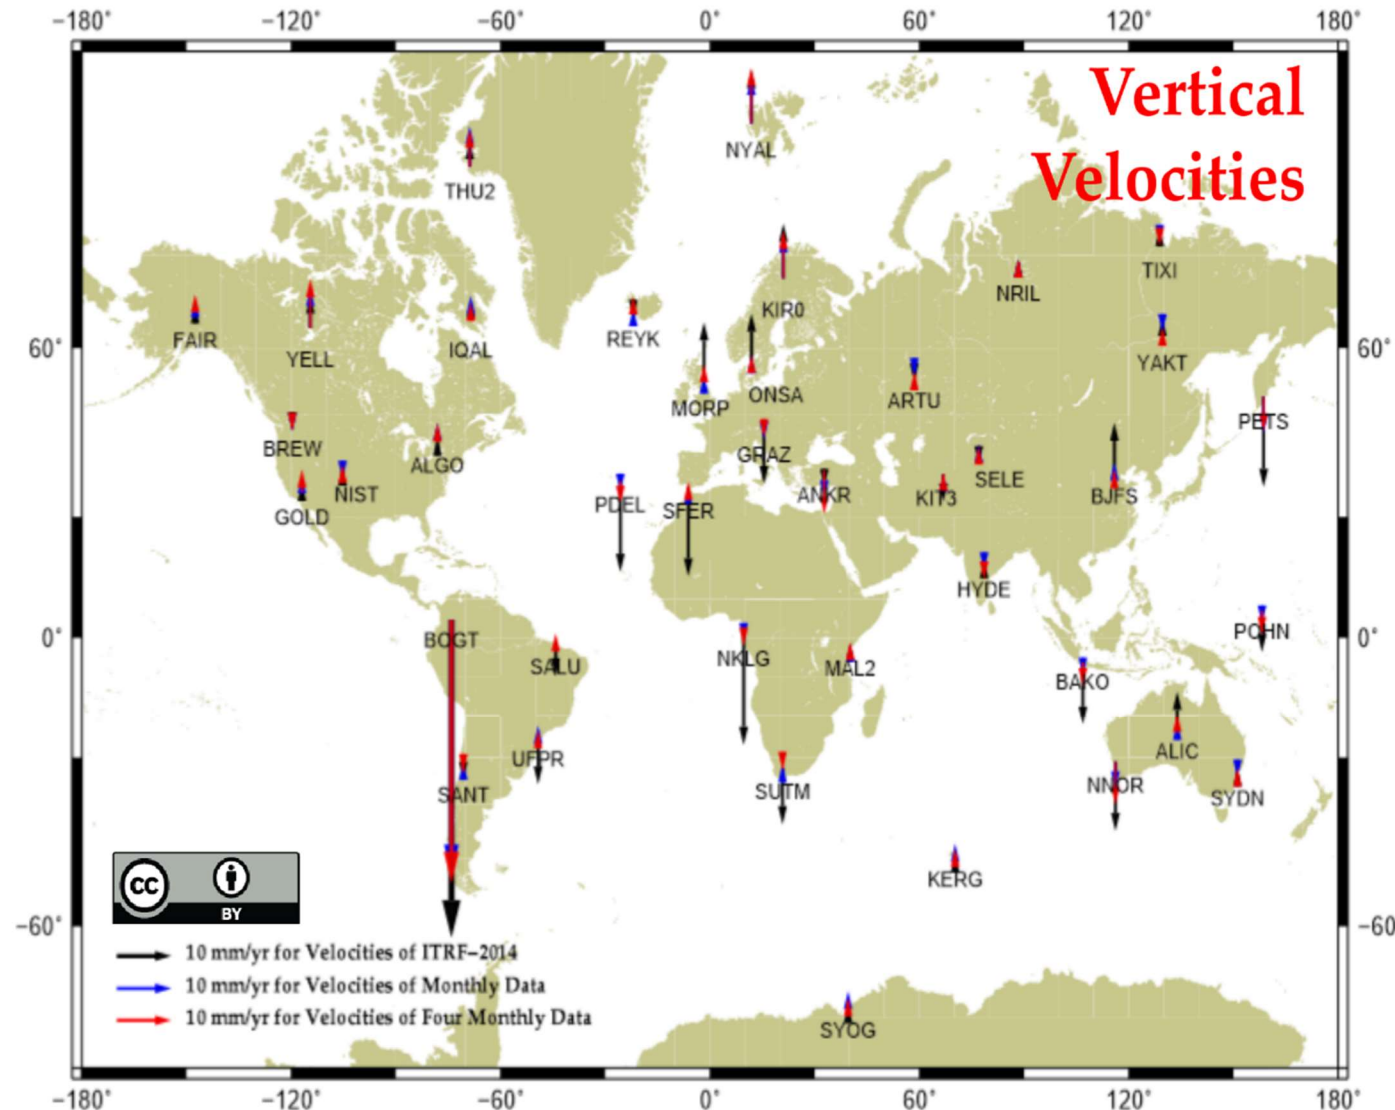 −180° −120° −60° 0° 60° 120° 180°
Vertical
Velocities
NYAL
THU2
TIXI
NRIL
KIR0
FAIR
REYK
YELL
IQAL
60°
60°
YAKT
ONSA
ARTU
MORP
PETS
BREW
GRAZ
ALGO
SELE
NIST
ANKR
KIT3
BJFS
PDEL
SFER
GOLD
HYDE
0°
BOGT
POHN
0°
NKLG
SALU
MAL2
BAKO
ALIC
UFPR
NNOR
SUTM
SANT
SYDN
KERG
cc
BY
−60°
−60
10 mm/yr for Velocities of ITRF−2014
10 mm/yr for Velocities of Monthly Data
10 mm/yr for Velocities of Four Monthly Data
SYOG
−180° −120° −60° 0° 60° 120° 180°